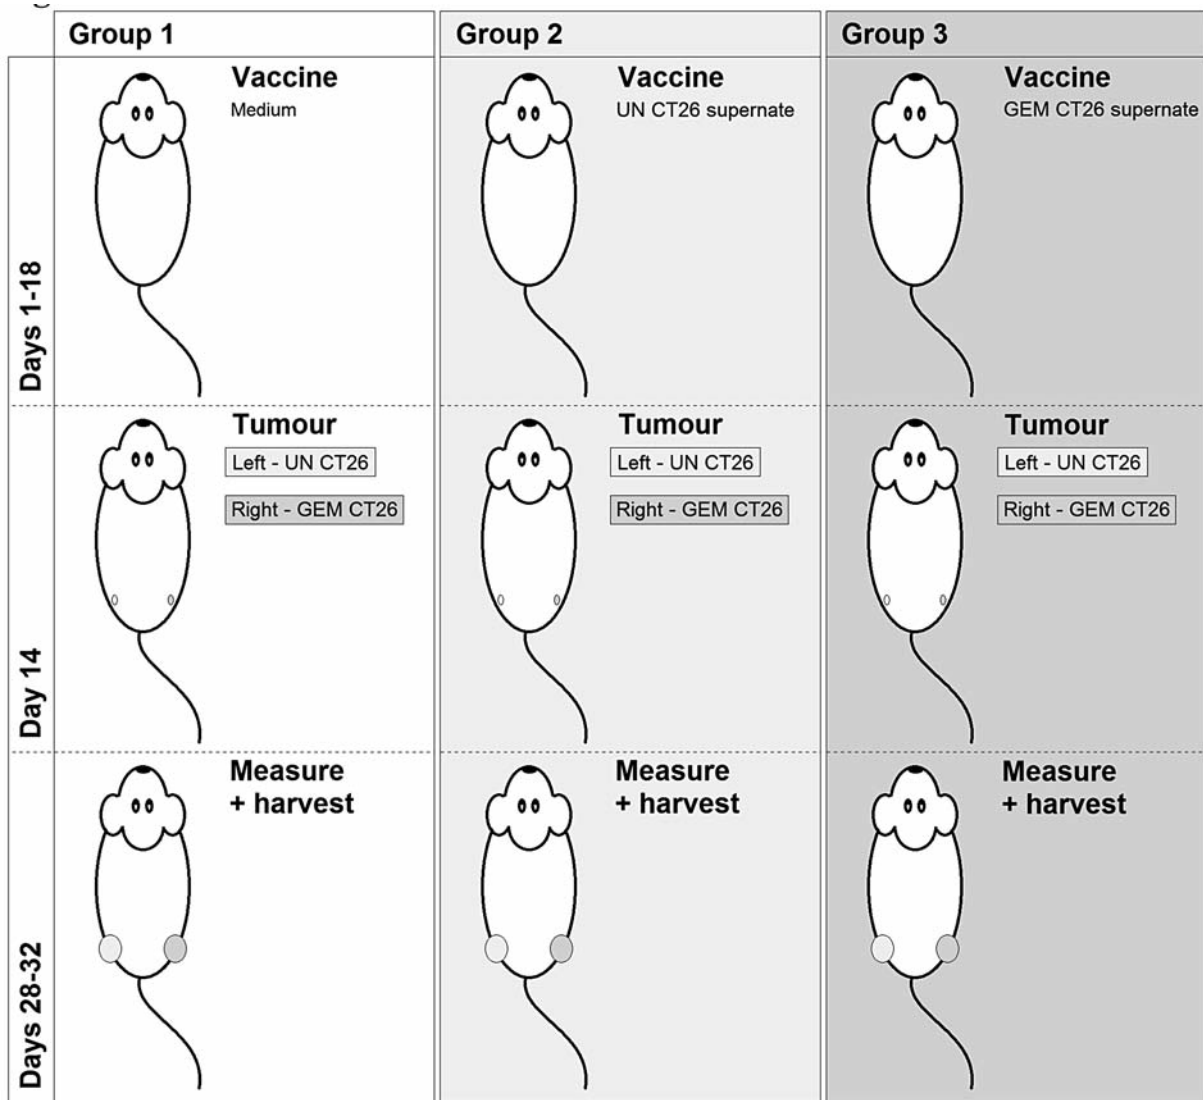 Group 1
Group 2
Group 3
Days 1-18
Vaccine
Medium
Vaccine
UN CT26 supernate
Vaccine
GEM CT26 supernate
Day 14
Tumour
Left - UN CT26
Right - GEM CT26
Tumour
Left - UN CT26
Right - GEM CT26
Tumour
Left - UN CT26
Right - GEM CT26
Days 28-32
Measure
+ harvest
Measure
+ harvest
Measure
+ harvest